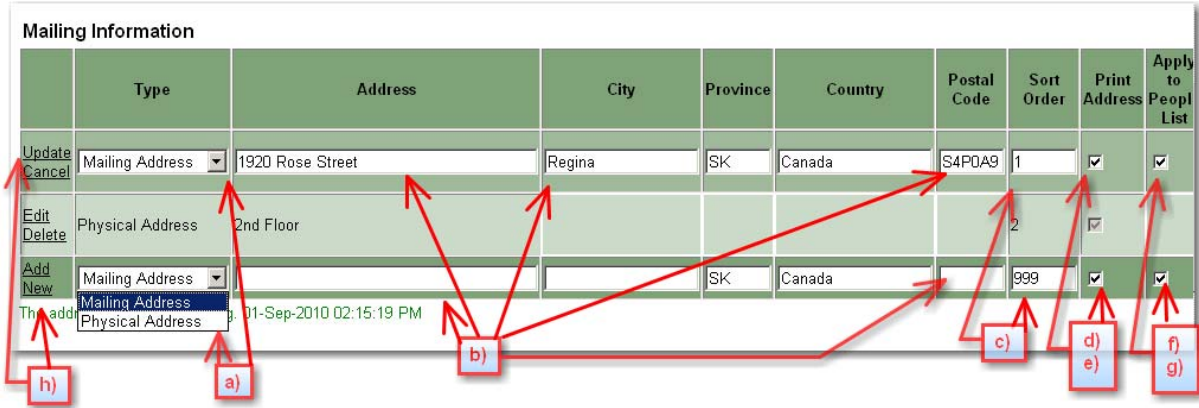 Mailing Information
Type Address City Province Country Postal Code Sort Order Print Address Apply to Peopl List
Update Mailing Address 1920 Rose Street Regina SK Canada S4P0A9 1
Cancel
Edit Physical Address 2nd Floor 2
Delete
Add Mailing Address SK Canada 999
New
Mailing Address
Physical Address
The add g. 01-Sep-2010 02:15:19 PM
h) a) b) c) d) f)
e) g)